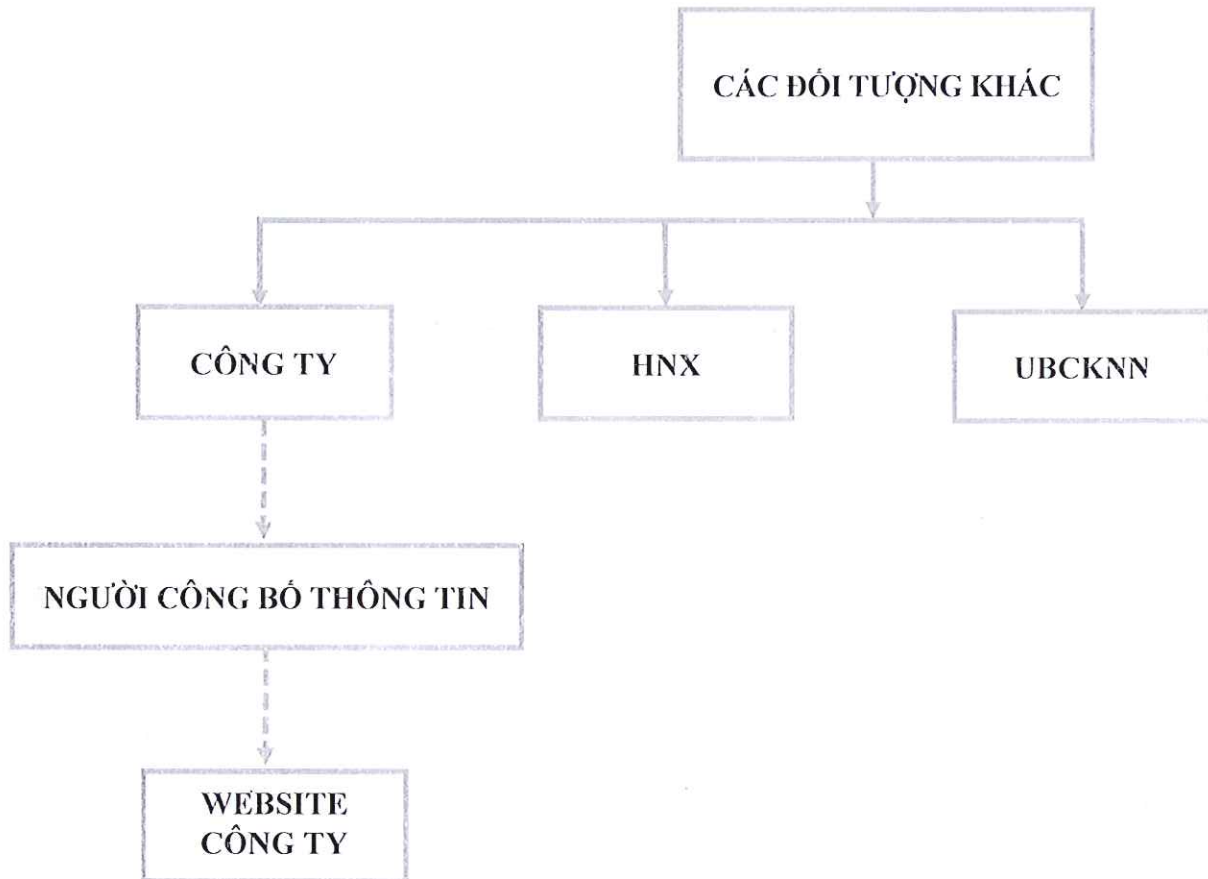 CÁC ĐỐI TƯỢNG KHÁC
CÔNG TY
HNX
UBCKNN
NGƯỜI CÔNG BỐ THÔNG TIN
WEBSITE
CÔNG TY